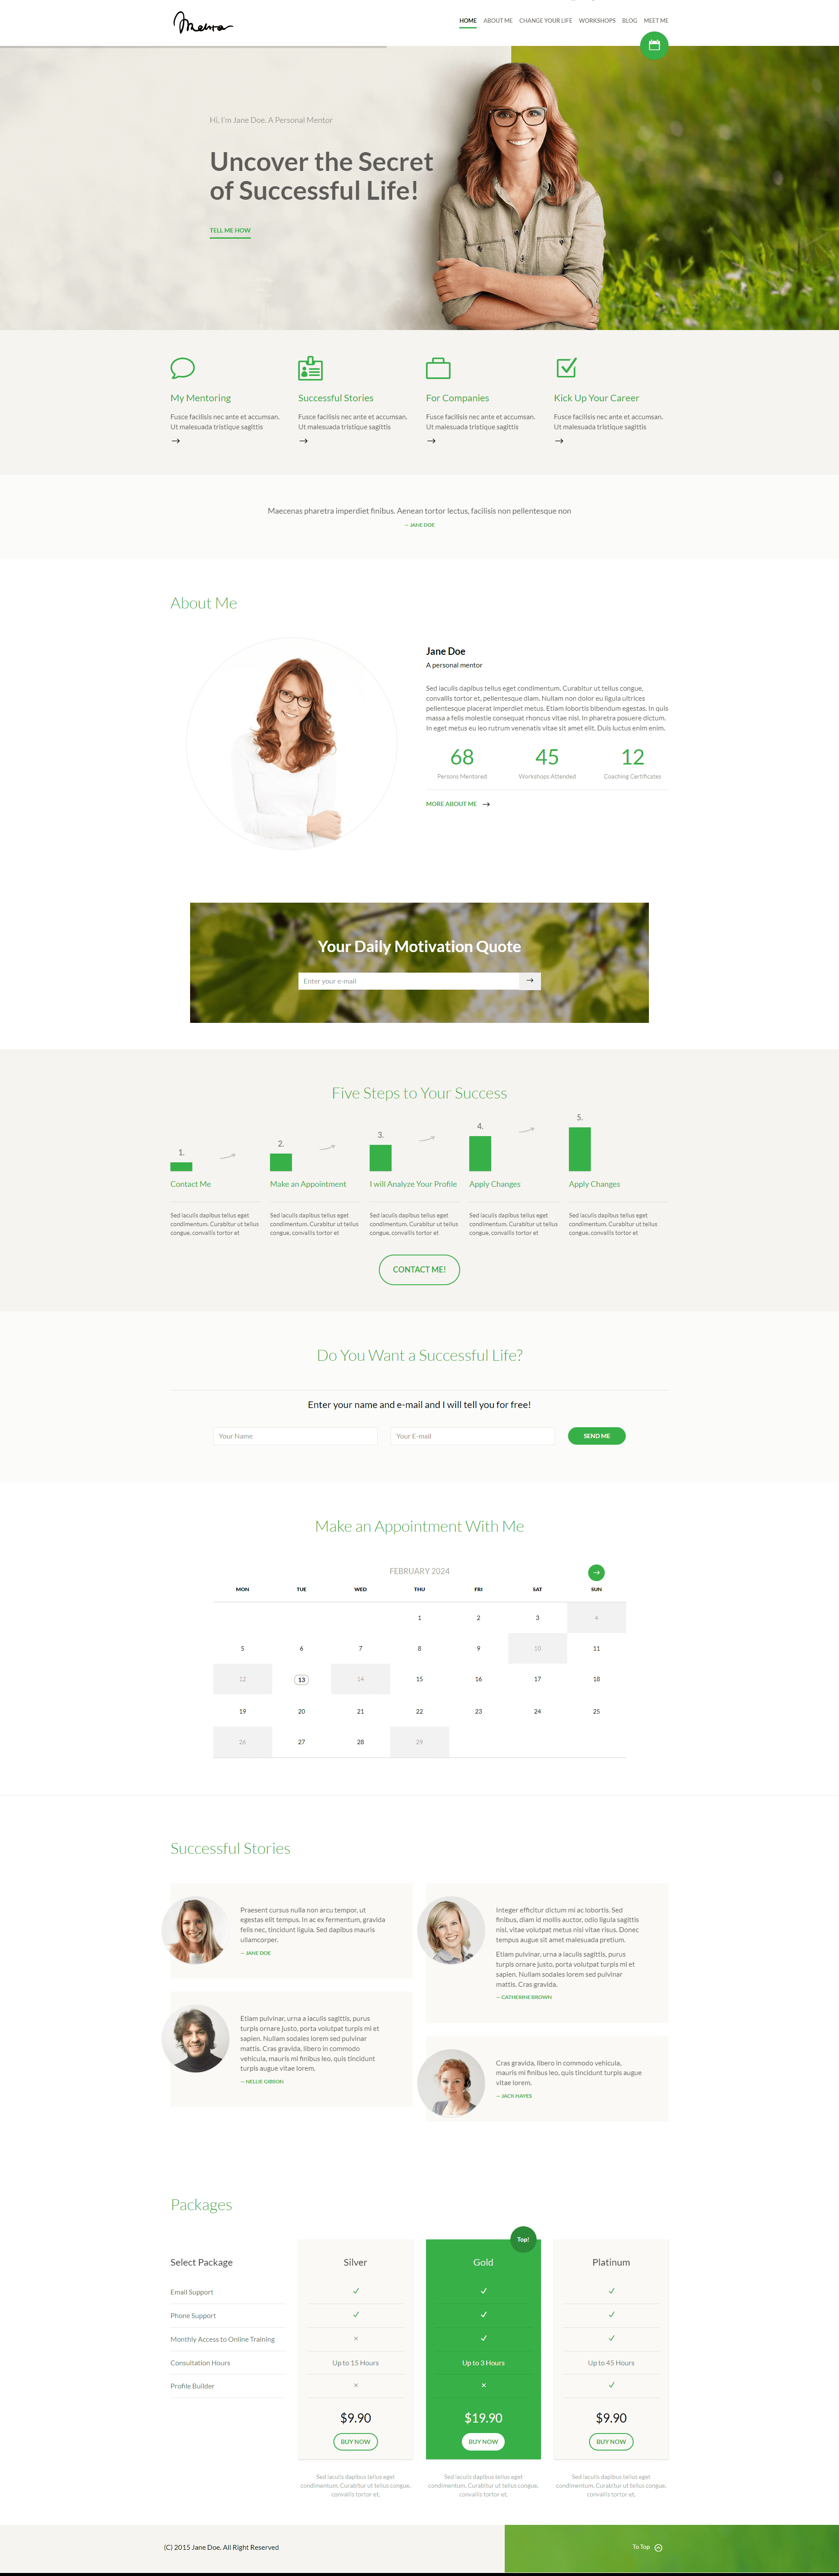 HOME ABOUT ME CHANGE YOUR LIFE WORKSHOPS BLOG MEET ME
Hi, I'm Jane Doe. A Personal Mentor
Uncover the Secret
of Successful Life!
TELL ME HOW
My Mentoring
Fusce facilisis nec ante et accumsan.
Ut malesuada tristique sagittis
Successful Stories
Fusce facilisis nec ante et accumsan.
Ut malesuada tristique sagittis
For Companies
Fusce facilisis nec ante et accumsan.
Ut malesuada tristique sagittis
Kick Up Your Career
Fusce facilisis nec ante et accumsan.
Ut malesuada tristique sagittis
Maecenas pharetra imperdiet finibus. Aenean tortor lectus, facilisis non pellentesque non
— JANE DOE
About Me
Jane Doe
A personal mentor
Sed iaculis dapibus tellus eget condimentum. Curabitur ut tellus congue,
convallis tortor et, pellentesque diam. Nullam non dolor eu ligula ultrices
pellentesque placerat imperdiet metus. Etiam lobortis bibendum egestas. In quis
massa a felis molestie consequat rhoncus vitae nisl. In pharetra posuere dictum.
In eget metus eu leo rutrum venenatis vitae sit amet elit. Duis luctus enim enim.
68 45 12
Persons Mentored Workshops Attended Coaching Certificates
MORE ABOUT ME →
Your Daily Motivation Quote
Enter your e-mail →
Five Steps to Your Success
1. 2. 3. 4. 5.
Contact Me
Sed iaculis dapibus tellus eget
condimentum. Curabitur ut tellus
congue, convallis tortor et
Make an Appointment
Sed iaculis dapibus tellus eget
condimentum. Curabitur ut tellus
congue, convallis tortor et
I will Analyze Your Profile
Sed iaculis dapibus tellus eget
condimentum. Curabitur ut tellus
congue, convallis tortor et
Apply Changes
Sed iaculis dapibus tellus eget
condimentum. Curabitur ut tellus
congue, convallis tortor et
Apply Changes
Sed iaculis dapibus tellus eget
condimentum. Curabitur ut tellus
congue, convallis tortor et
CONTACT ME!
Do You Want a Successful Life?
Enter your name and e-mail and I will tell you for free!
Your Name Your E-mail SEND ME
Make an Appointment With Me
FEBRUARY 2024 →
MON TUE WED THU FRI SAT SUN
1 2 3 4
5 6 7 8 9 10 11
12 13 14 15 16 17 18
19 20 21 22 23 24 25
26 27 28 29
Successful Stories
Praesent cursus nulla non arcu tempor, ut
egestas elit tempus. In ac ex fermentum, gravida
felis nec, tincidunt ligula. Sed dapibus mauris
ullamcorper.
— JANE DOE
Integer efficitur dictum mi ac lobortis. Sed
finibus, diam id mollis auctor, odio ligula sagittis
nisl, vitae volutpat metus nisi vitae risus. Donec
tempus augue sit amet malesuada pretium.
Etiam pulvinar, urna a iaculis sagittis, purus
turpis ornare justo, porta volutpat turpis mi et
sapien. Nullam sodales lorem sed pulvinar
mattis. Cras gravida.
— CATHERINE BROWN
Etiam pulvinar, urna a iaculis sagittis, purus
turpis ornare justo, porta volutpat turpis mi et
sapien. Nullam sodales lorem sed pulvinar
mattis. Cras gravida, libero in commodo
vehicula, mauris mi finibus leo, quis tincidunt
turpis augue vitae lorem.
— NELLIE GIBSON
Cras gravida, libero in commodo vehicula,
mauris mi finibus leo, quis tincidunt turpis augue
vitae lorem.
— JACK HAYES
Packages
Top!
Select Package Silver Gold Platinum
Email Support
Phone Support
Monthly Access to Online Training
Consultation Hours Up to 15 Hours Up to 3 Hours Up to 45 Hours
Profile Builder
$9.90 $19.90 $9.90
BUY NOW BUY NOW BUY NOW
Sed iaculis dapibus tellus eget
condimentum. Curabitur ut tellus congue,
convallis tortor et,
Sed iaculis dapibus tellus eget
condimentum. Curabitur ut tellus congue,
convallis tortor et,
Sed iaculis dapibus tellus eget
condimentum. Curabitur ut tellus congue,
convallis tortor et,
(C) 2015 Jane Doe. All Right Reserved To Top